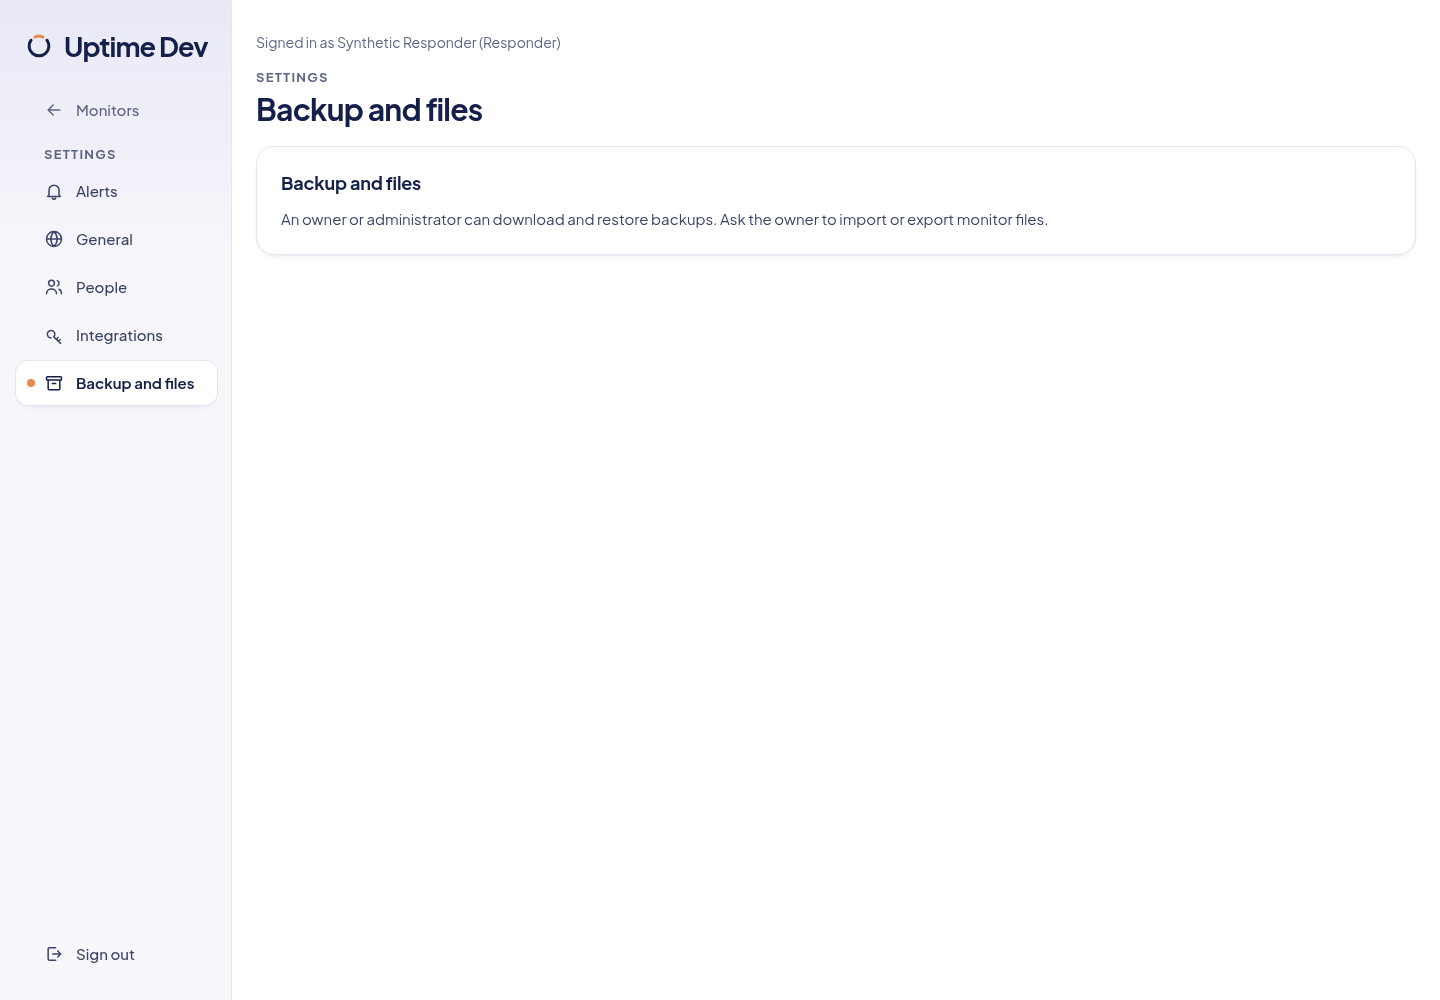 Uptime Dev
Monitors
SETTINGS
Alerts
General
People
Integrations
Backup and files
Sign out
Signed in as Synthetic Responder (Responder)
SETTINGS
Backup and files
Backup and files
An owner or administrator can download and restore backups. Ask the owner to import or export monitor files.